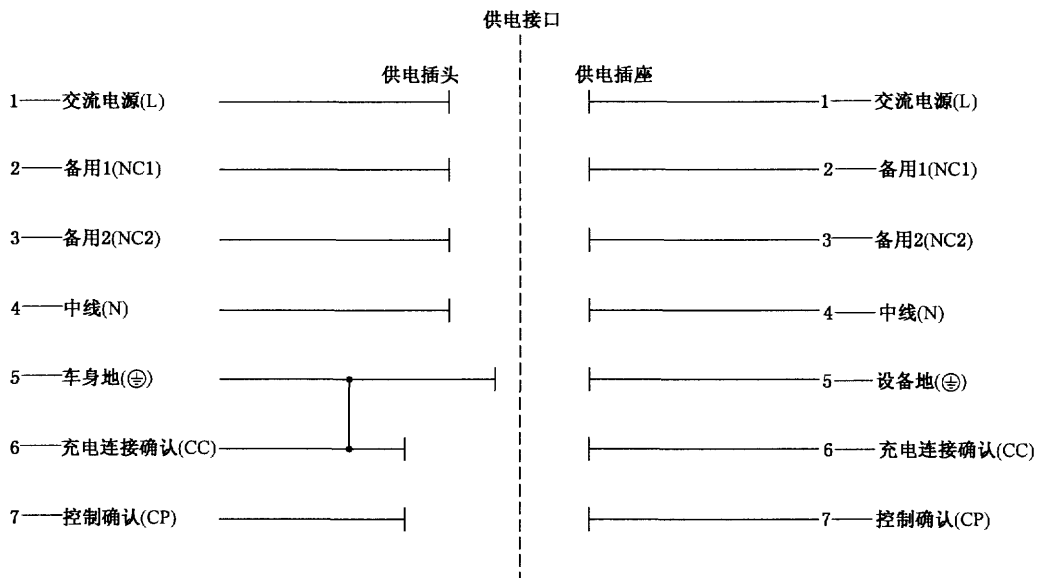 供电接口
供电插头 供电插座
1——交流电源(L) 1——交流电源(L)
2——备用1(NC1) 2——备用1(NC1)
3——备用2(NC2) 3——备用2(NC2)
4——中线(N) 4——中线(N)
5——车身地(⏚) 5——设备地(⏚)
6——充电连接确认(CC) 6——充电连接确认(CC)
7——控制确认(CP) 7——控制确认(CP)